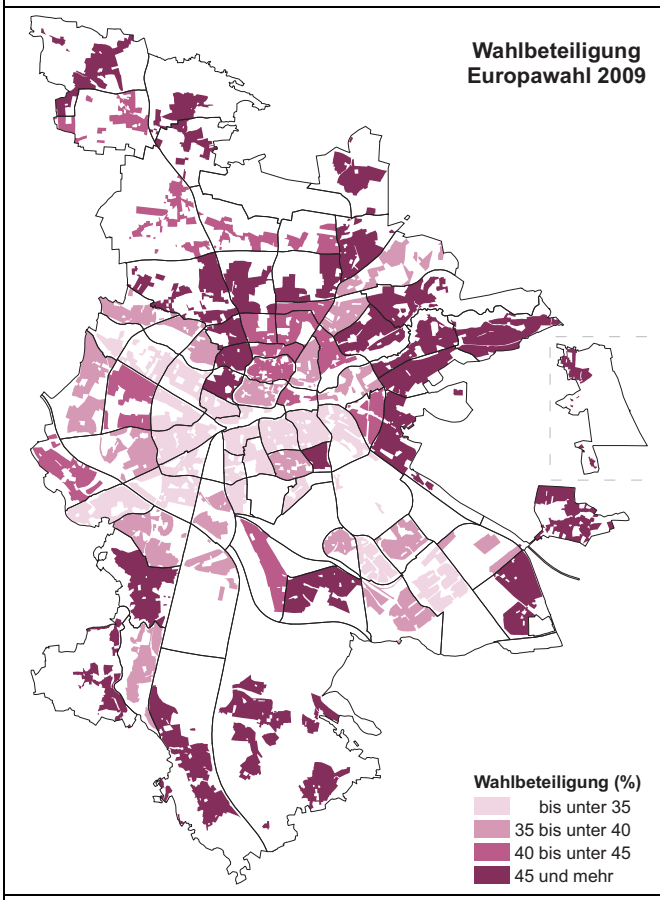 Wahlbeteiligung
Europawahl 2009
Wahlbeteiligung (%)
bis unter 35
35 bis unter 40
40 bis unter 45
45 und mehr